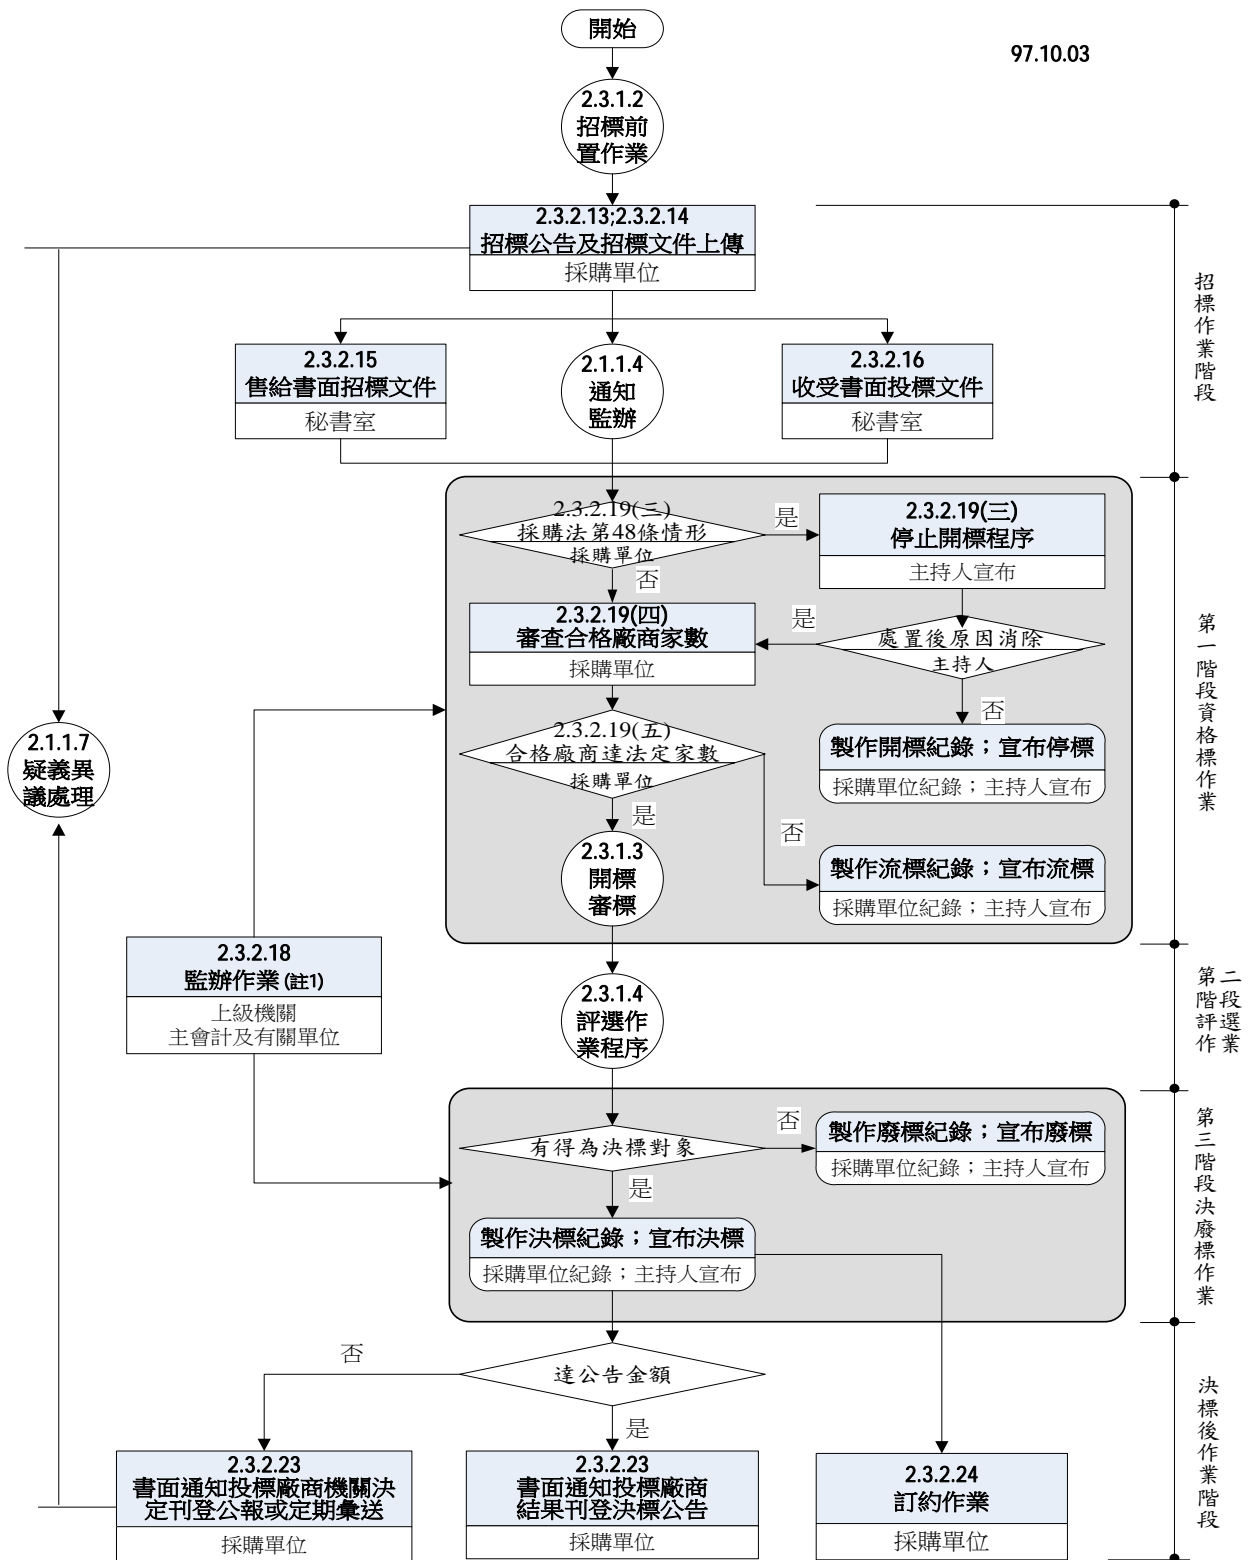 開始
97.10.03
2.3.1.2
招標前
置作業
2.3.2.13;2.3.2.14
招標公告及招標文件上傳
採購單位
招標作業階段
2.3.2.15
售給書面招標文件
秘書室
2.1.1.4
通知
監辦
2.3.2.16
收受書面投標文件
秘書室
2.3.2.19(三)
採購法第48條情形
採購單位
是
否
2.3.2.19(三)
停止開標程序
主持人宣布
2.3.2.19(四)
審查合格廠商家數
採購單位
是
處置後原因消除
主持人
否
第一階段資格標作業
2.3.2.19(五)
合格廠商達法定家數
採購單位
是
否
製作開標紀錄；宣布停標
採購單位紀錄；主持人宣布
2.1.1.7
疑義異
議處理
2.3.1.3
開標
審標
製作流標紀錄；宣布流標
採購單位紀錄；主持人宣布
2.3.2.18
監辦作業(註1)
上級機關
主會計及有關單位
2.3.1.4
評選作
業程序
第二
階段
評選
作業
有得為決標對象
否
是
製作廢標紀錄；宣布廢標
採購單位紀錄；主持人宣布
第三階段決廢標作業
製作決標紀錄；宣布決標
採購單位紀錄；主持人宣布
達公告金額
否
是
決標後作業階段
2.3.2.23
書面通知投標廠商機關決
定刊登公報或定期彙送
採購單位
2.3.2.23
書面通知投標廠商
結果刊登決標公告
採購單位
2.3.2.24
訂約作業
採購單位